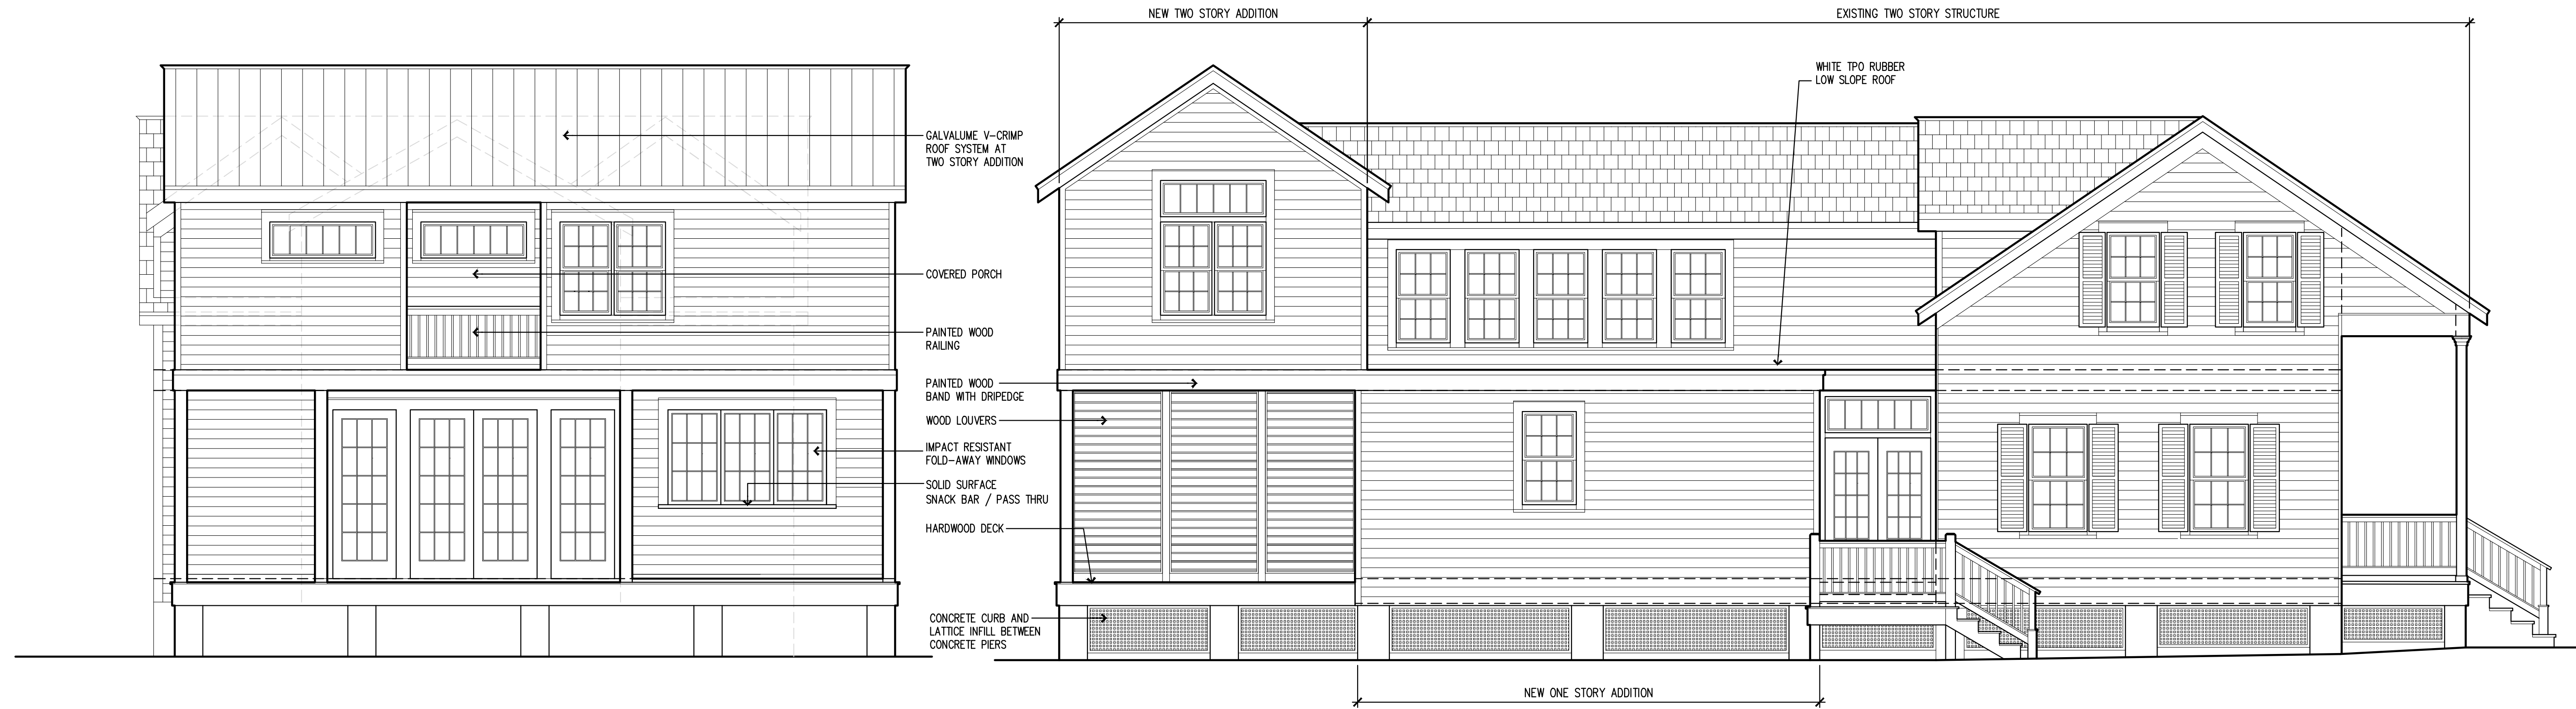 NEW TWO STORY ADDITION
EXISTING TWO STORY STRUCTURE
WHITE TPO RUBBER
LOW SLOPE ROOF
GALVALUME V-CRIMP
ROOF SYSTEM AT
TWO STORY ADDITION
COVERED PORCH
PAINTED WOOD
RAILING
PAINTED WOOD
BAND WITH DRIPEDGE
WOOD LOUVERS
IMPACT RESISTANT
FOLD-AWAY WINDOWS
SOLID SURFACE
SNACK BAR / PASS THRU
HARDWOOD DECK
CONCRETE CURB AND
LATTICE INFILL BETWEEN
CONCRETE PIERS
NEW ONE STORY ADDITION